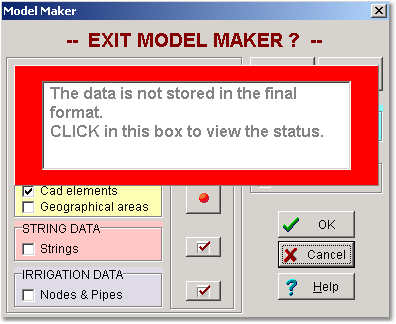 Model Maker
-- EXIT MODEL MAKER ? --
The data is not stored in the final
format.
CLICK in this box to view the status.
Cad elements
Geographical areas
STRING DATA
Strings
IRRIGATION DATA
Nodes & Pipes
OK
Cancel
Help